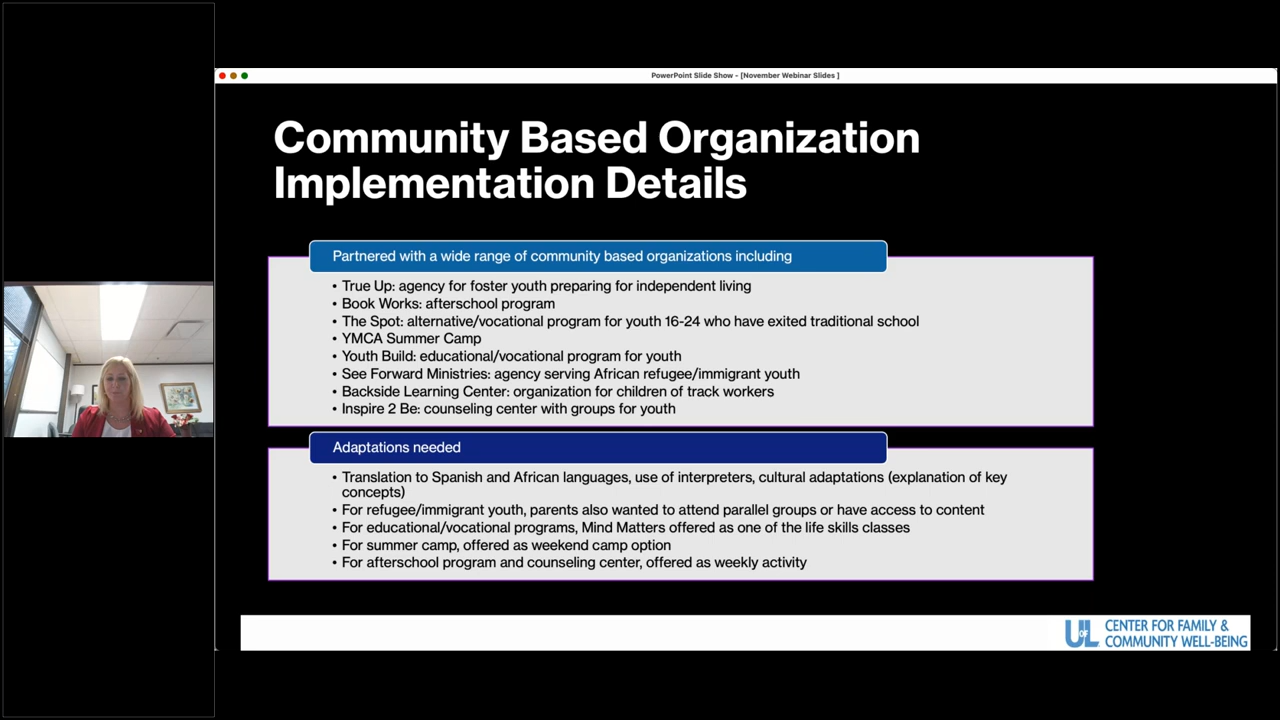 PowerPoint Slide Show - [November Webinar Slides ]
Community Based Organization
Implementation Details
Partnered with a wide range of community based organizations including
• True Up: agency for foster youth preparing for independent living
• Book Works: afterschool program
• The Spot: alternative/vocational program for youth 16-24 who have exited traditional school
• YMCA Summer Camp
• Youth Build: educational/vocational program for youth
• See Forward Ministries: agency serving African refugee/immigrant youth
• Backside Learning Center: organization for children of track workers
• Inspire 2 Be: counseling center with groups for youth
Adaptations needed
• Translation to Spanish and African languages, use of interpreters, cultural adaptations (explanation of key
concepts)
• For refugee/immigrant youth, parents also wanted to attend parallel groups or have access to content
• For educational/vocational programs, Mind Matters offered as one of the life skills classes
• For summer camp, offered as weekend camp option
• For afterschool program and counseling center, offered as weekly activity
UofL CENTER FOR FAMILY &
COMMUNITY WELL-BEING